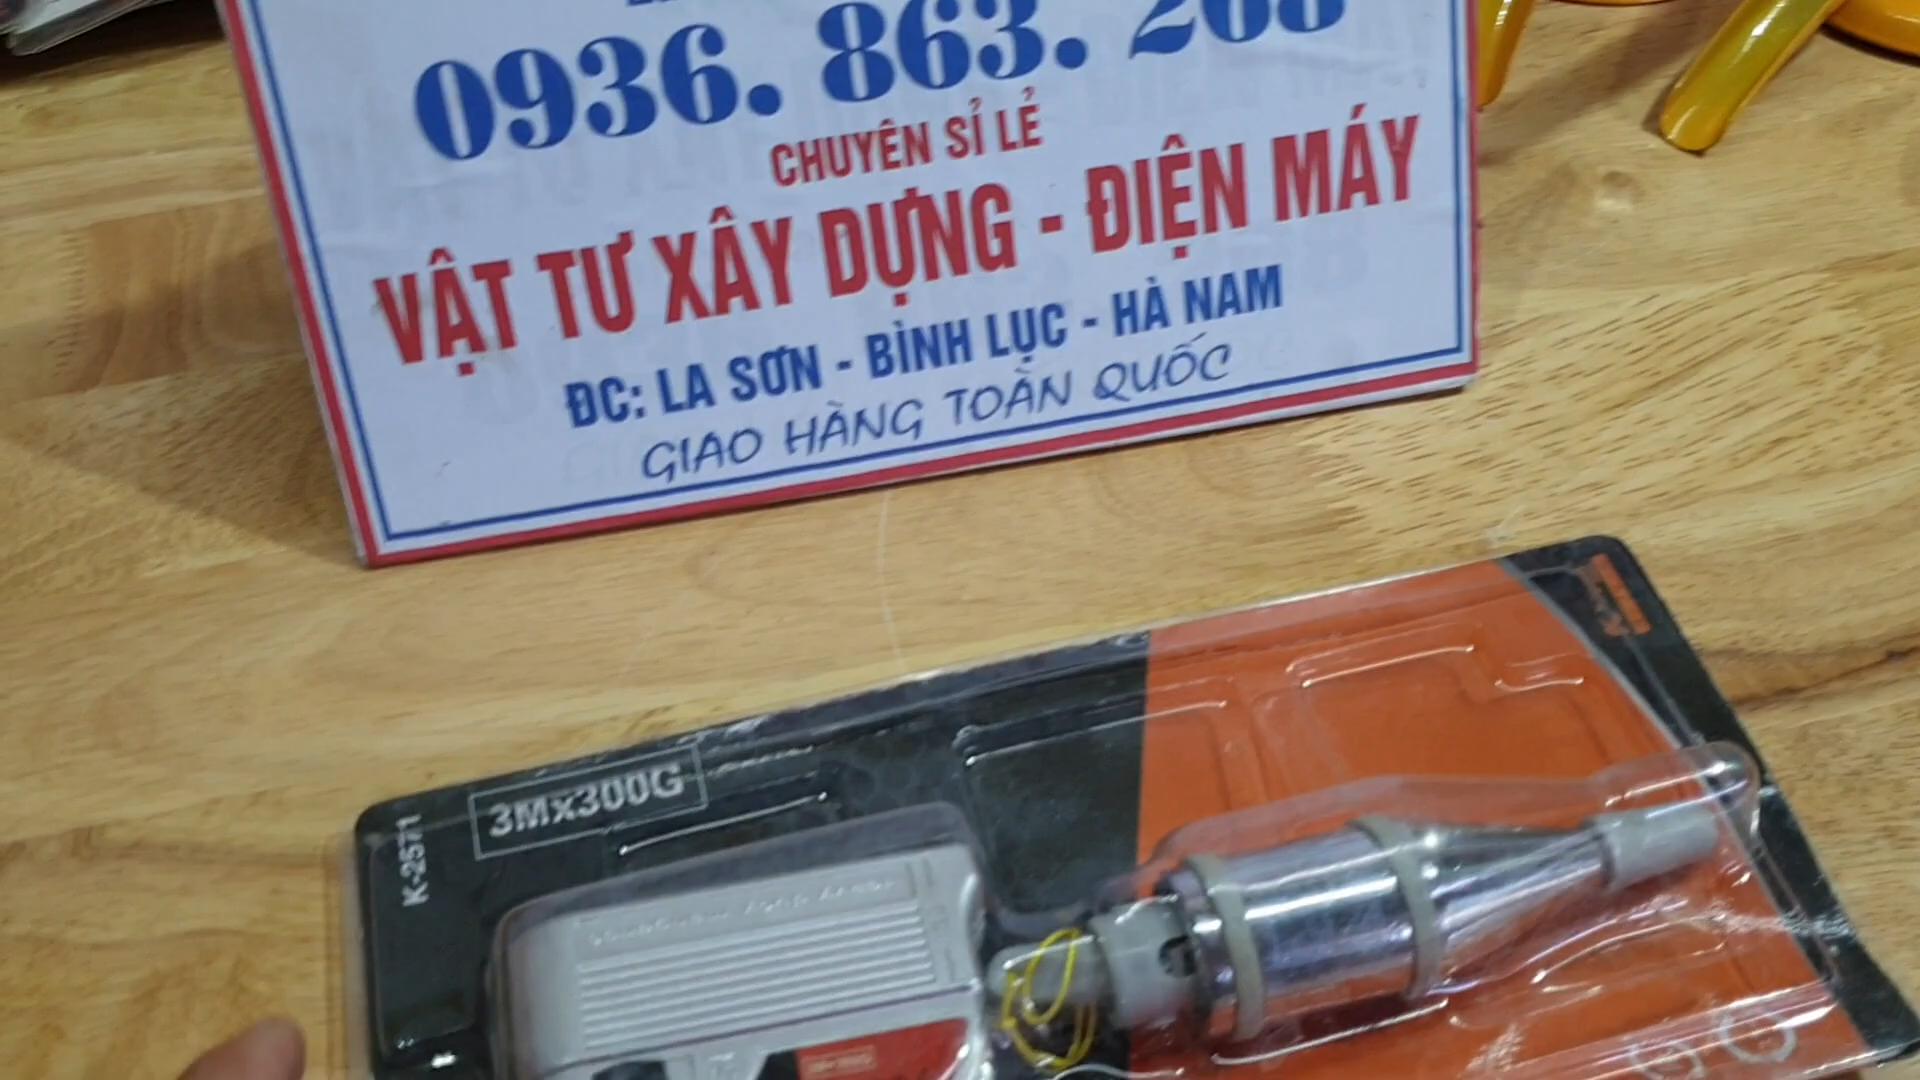 0936. 863. 268
CHUYÊN SỈ LẺ
VẬT TƯ XÂY DỰNG - ĐIỆN MÁY
ĐC: LA SƠN - BÌNH LỤC - HÀ NAM
GIAO HÀNG TOÀN QUỐC
3Mx300G
K-2571